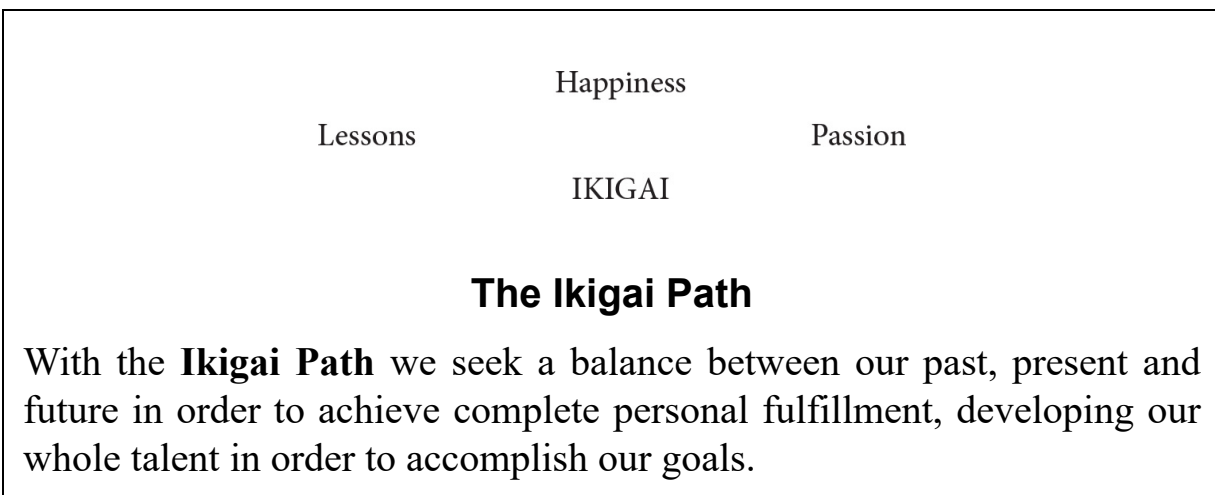 Happiness
Lessons Passion
IKIGAI
The Ikigai Path
With the Ikigai Path we seek a balance between our past, present and
future in order to achieve complete personal fulfillment, developing our
whole talent in order to accomplish our goals.